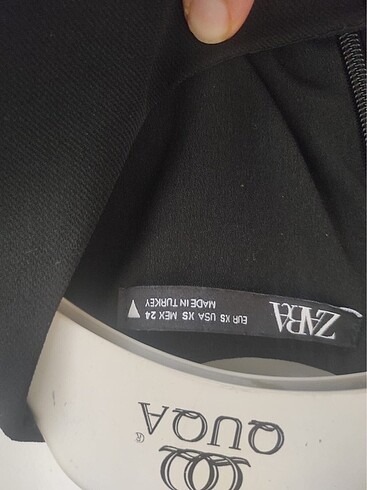 ZARA
EUR XS USA XS MEX 24
MADE IN TURKEY
QUQA
®